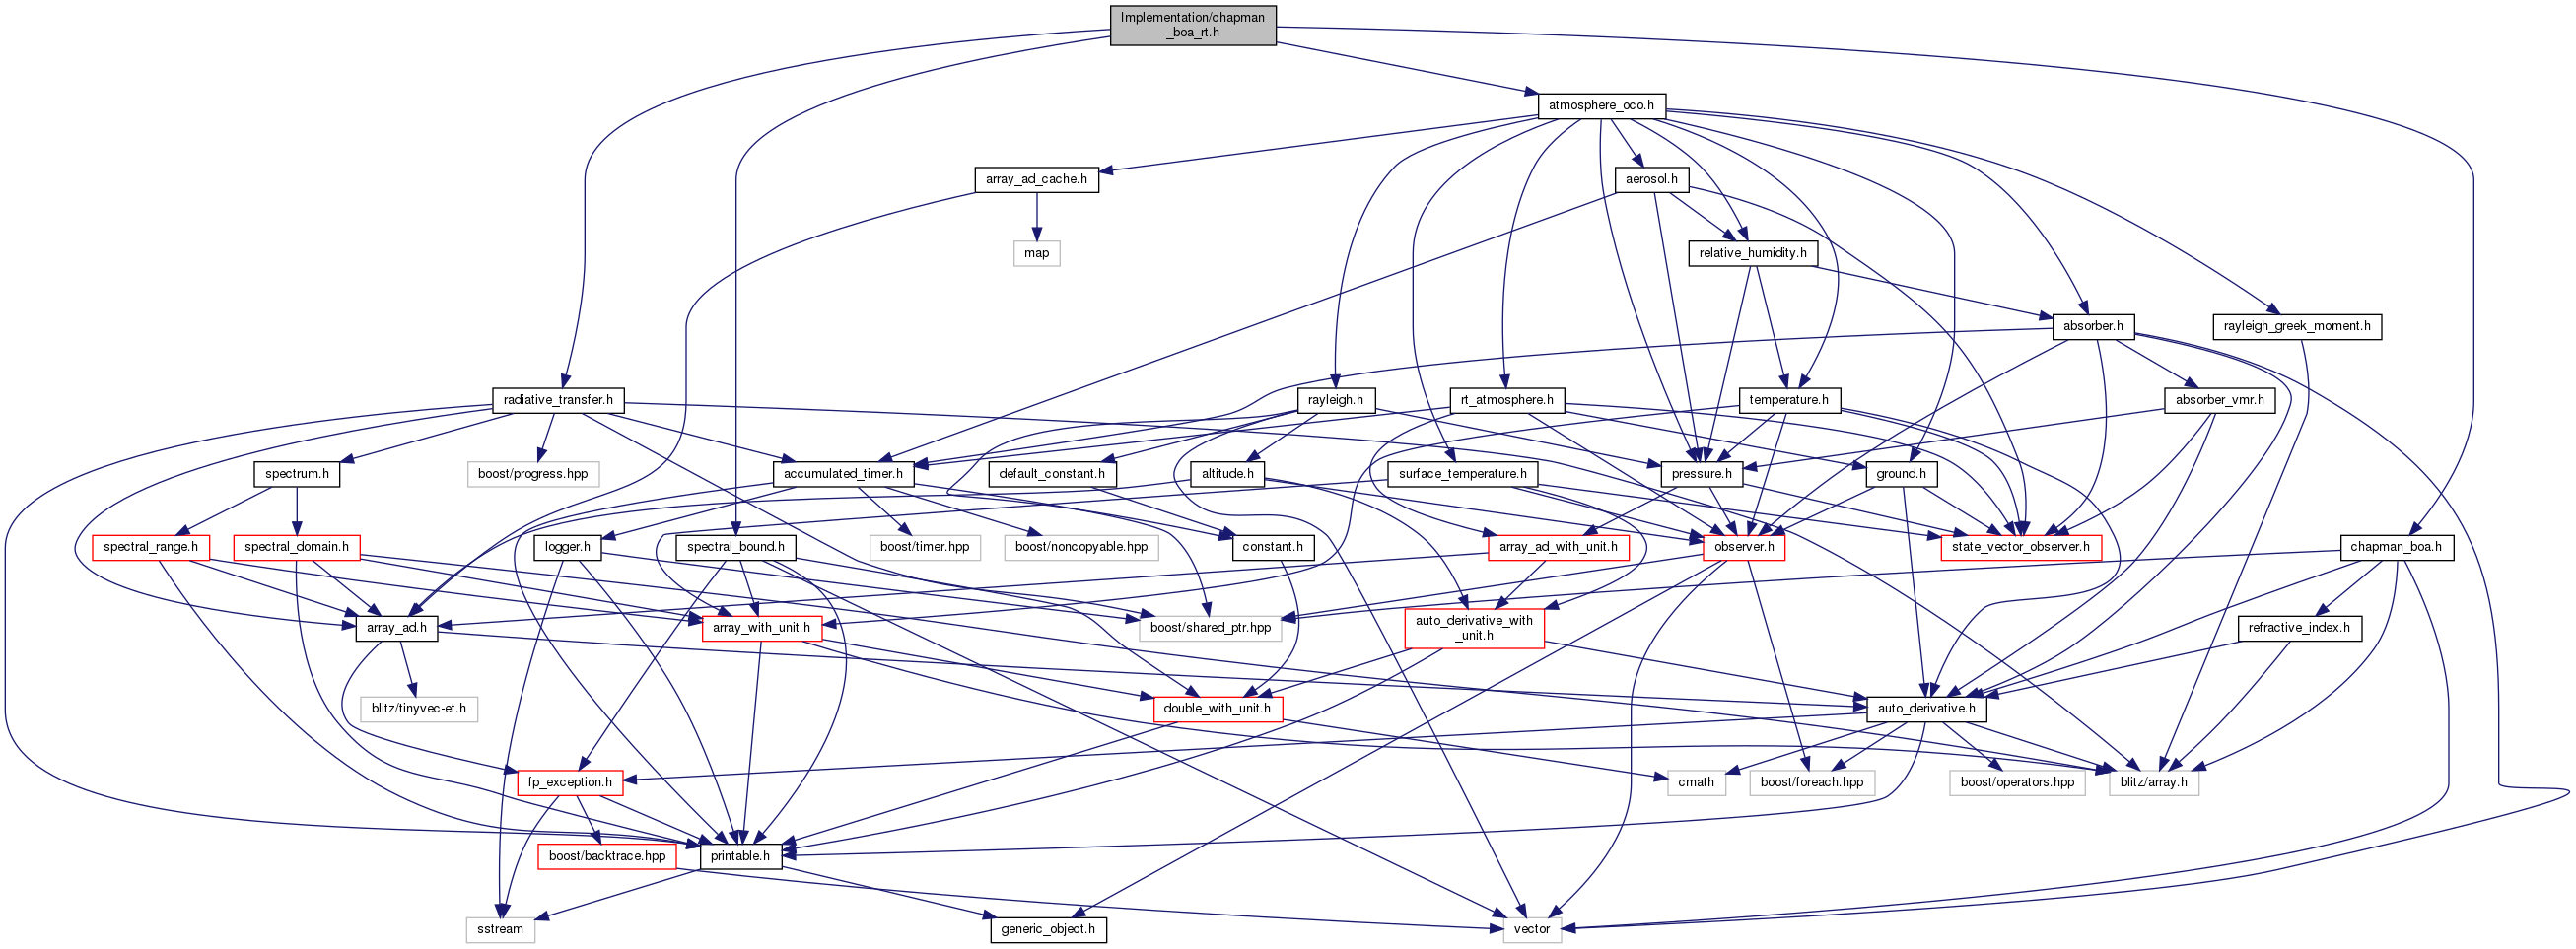 Implementation/chapman
_boa_rt.h
atmosphere_oco.h
array_ad_cache.h
aerosol.h
map
relative_humidity.h
absorber.h
rayleigh_greek_moment.h
radiative_transfer.h
rayleigh.h
rt_atmosphere.h
temperature.h
absorber_vmr.h
spectrum.h
boost/progress.hpp
accumulated_timer.h
default_constant.h
altitude.h
surface_temperature.h
pressure.h
ground.h
spectral_range.h
spectral_domain.h
logger.h
spectral_bound.h
boost/timer.hpp
boost/noncopyable.hpp
constant.h
array_ad_with_unit.h
observer.h
state_vector_observer.h
chapman_boa.h
array_ad.h
array_with_unit.h
boost/shared_ptr.hpp
auto_derivative_with
_unit.h
refractive_index.h
blitz/tinyvec-et.h
double_with_unit.h
auto_derivative.h
fp_exception.h
cmath
boost/foreach.hpp
boost/operators.hpp
blitz/array.h
boost/backtrace.hpp
printable.h
sstream
generic_object.h
vector